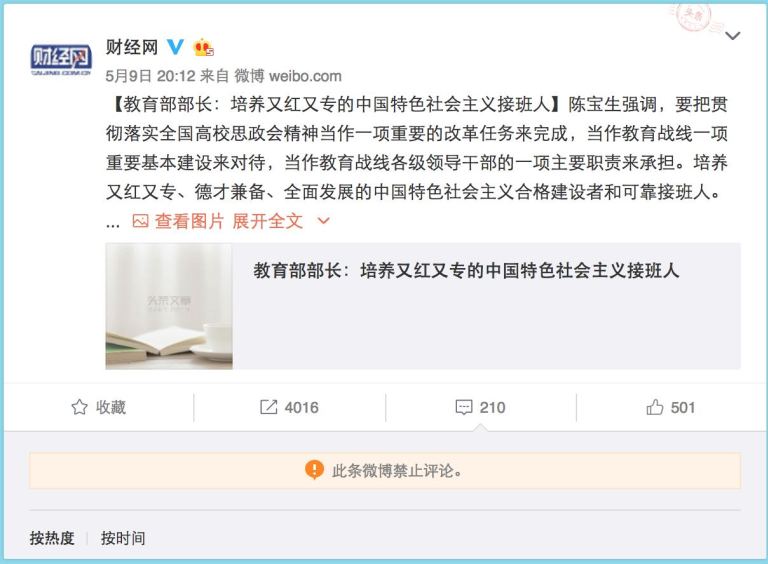 头条
财经网
财经网
CAIJING.COM.CN
5月9日 20:12 来自 微博 weibo.com
【教育部部长：培养又红又专的中国特色社会主义接班人】陈宝生强调，要把贯
彻落实全国高校思政会精神当作一项重要的改革任务来完成，当作教育战线一项
重要基本建设来对待，当作教育战线各级领导干部的一项主要职责来承担。培养
又红又专、德才兼备、全面发展的中国特色社会主义合格建设者和可靠接班人。
... 查看图片 展开全文
教育部部长：培养又红又专的中国特色社会主义接班人
头条文章
收藏 4016 210 501
此条微博禁止评论。
按热度 按时间